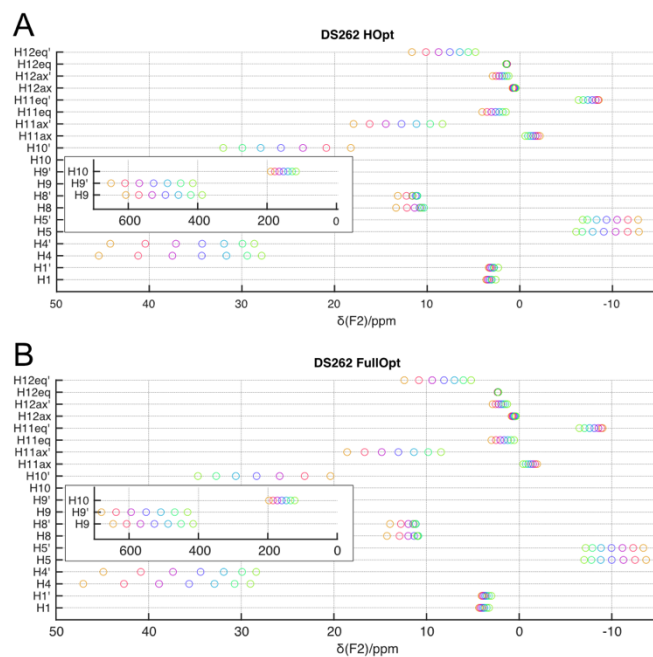 A
DS262 HOpt
H12eq'
H12eq
H12ax'
H12ax
H11eq'
H11eq
H11ax'
H11ax
H10'
H10
H9'
H9
H8'
H8
H5'
H5
H4'
H4
H1'
H1
H10
H9'
H9
600 400 200 0
50 40 30 20 10 0 -10
δ(F2)/ppm
B
DS262 FullOpt
H12eq'
H12eq
H12ax'
H12ax
H11eq'
H11eq
H11ax'
H11ax
H10'
H10
H9'
H9
H8'
H8
H5'
H5
H4'
H4
H1'
H1
H10
H9'
H9
600 400 200 0
50 40 30 20 10 0 -10
δ(F2)/ppm